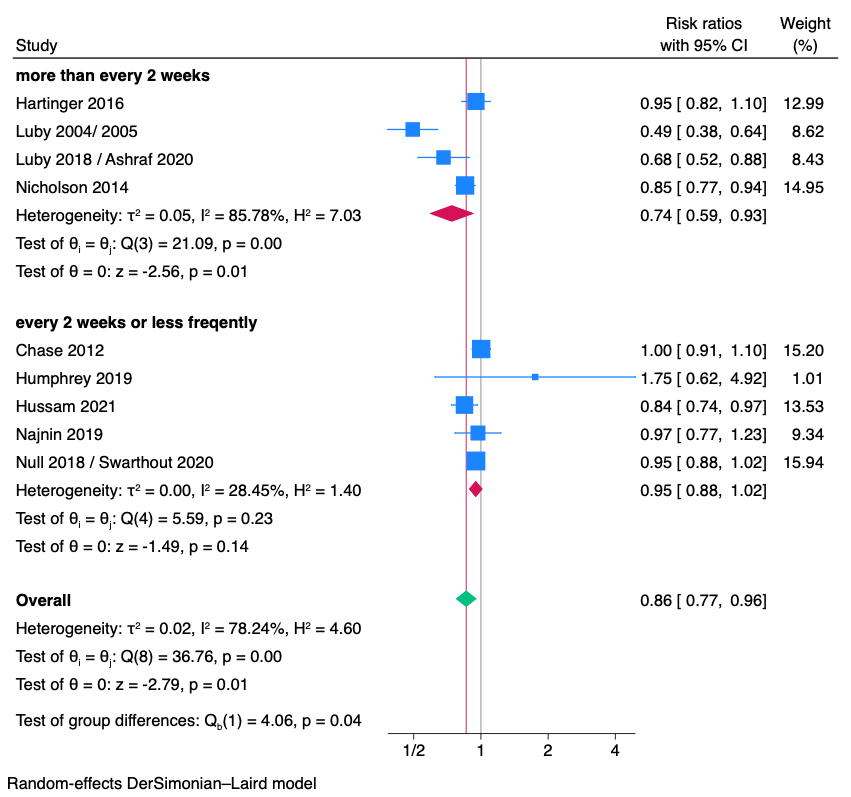 Risk ratios Weight
Study with 95% CI (%)
more than every 2 weeks
Hartinger 2016 0.95 [ 0.82, 1.10] 12.99
Luby 2004/ 2005 0.49 [ 0.38, 0.64] 8.62
Luby 2018 / Ashraf 2020 0.68 [ 0.52, 0.88] 8.43
Nicholson 2014 0.85 [ 0.77, 0.94] 14.95
Heterogeneity: τ² = 0.05, I² = 85.78%, H² = 7.03 0.74 [ 0.59, 0.93]
Test of θᵢ = θⱼ: Q(3) = 21.09, p = 0.00
Test of θ = 0: z = -2.56, p = 0.01
every 2 weeks or less freqently
Chase 2012 1.00 [ 0.91, 1.10] 15.20
Humphrey 2019 1.75 [ 0.62, 4.92] 1.01
Hussam 2021 0.84 [ 0.74, 0.97] 13.53
Najnin 2019 0.97 [ 0.77, 1.23] 9.34
Null 2018 / Swarthout 2020 0.95 [ 0.88, 1.02] 15.94
Heterogeneity: τ² = 0.00, I² = 28.45%, H² = 1.40 0.95 [ 0.88, 1.02]
Test of θᵢ = θⱼ: Q(4) = 5.59, p = 0.23
Test of θ = 0: z = -1.49, p = 0.14
Overall 0.86 [ 0.77, 0.96]
Heterogeneity: τ² = 0.02, I² = 78.24%, H² = 4.60
Test of θᵢ = θⱼ: Q(8) = 36.76, p = 0.00
Test of θ = 0: z = -2.79, p = 0.01
Test of group differences: Q_b(1) = 4.06, p = 0.04
1/2 1 2 4
Random-effects DerSimonian–Laird model